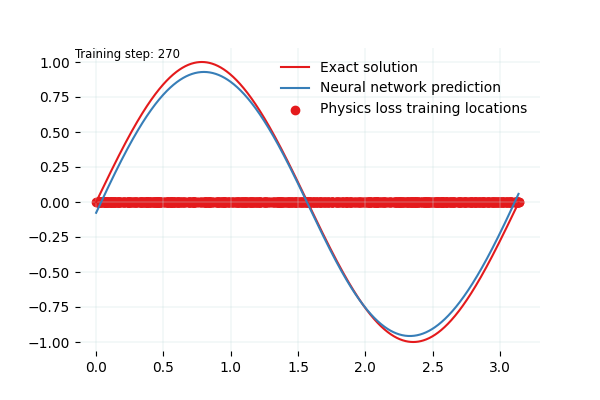 Training step: 270
Exact solution
Neural network prediction
Physics loss training locations
1.00
0.75
0.50
0.25
0.00
−0.25
−0.50
−0.75
−1.00
0.0 0.5 1.0 1.5 2.0 2.5 3.0